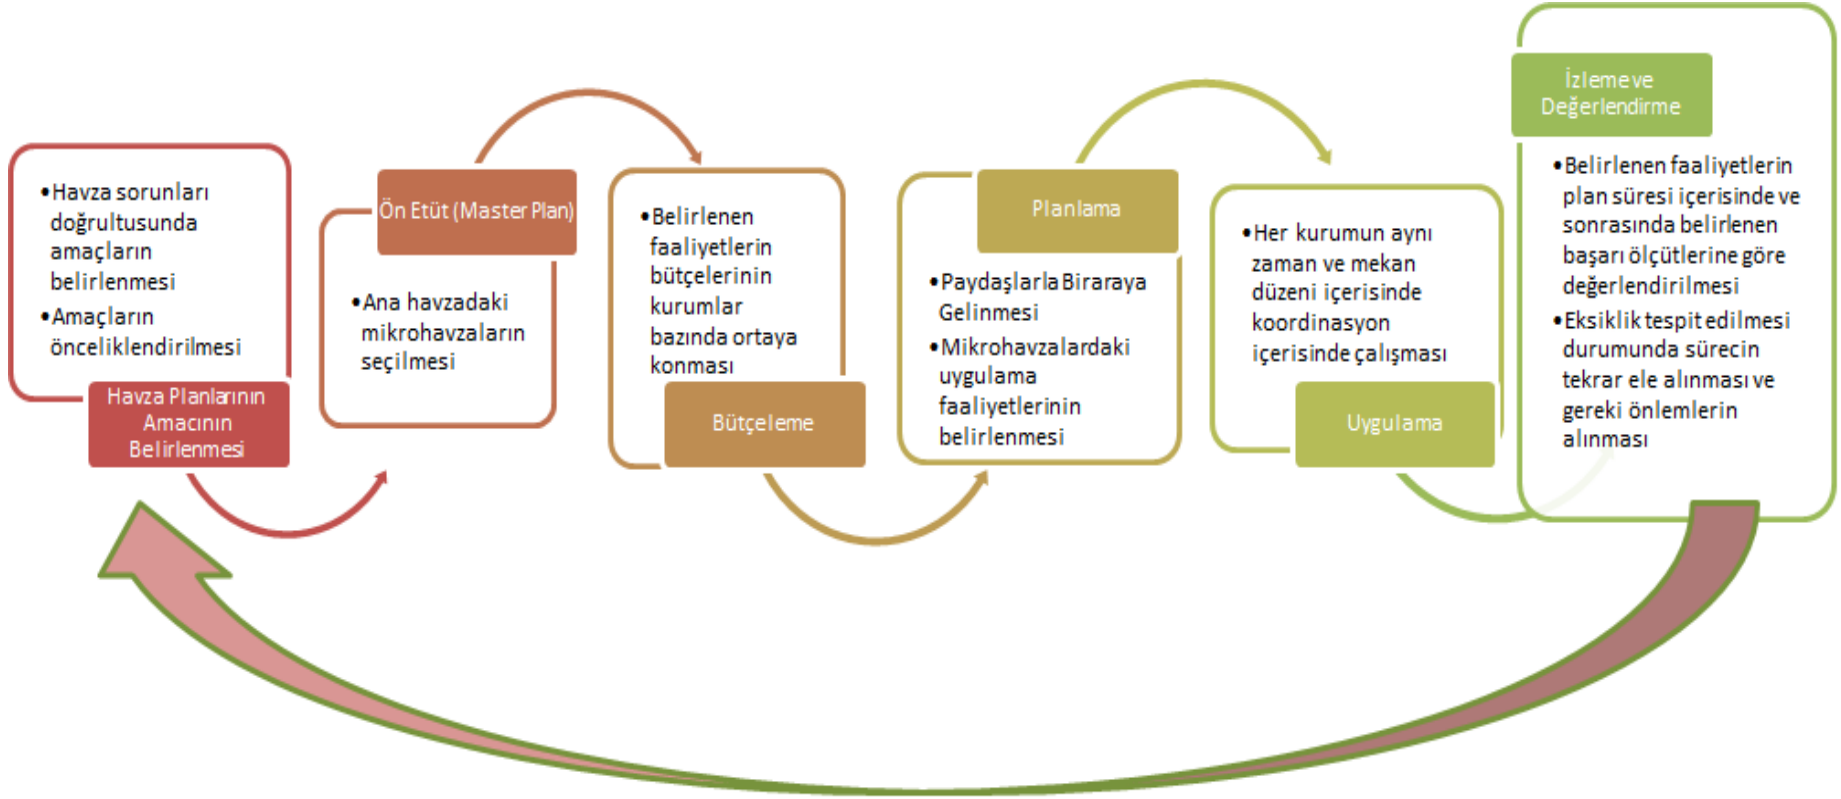 •Havza sorunları
doğrultusunda
amaçların
belirlenmesi
•Amaçların
önceliklendirilmesi
Havza Planlarının
Amacının
Belirlenmesi
Ön Etüt (Master Plan)
•Ana havzadaki
mikrohavzaların
seçilmesi
•Belirlenen
faaliyetlerin
bütçelerinin
kurumlar
bazında ortaya
konması
Bütçeleme
Planlama
•Paydaşlarla Biraraya
Gelinmesi
•Mikrohavzalardaki
uygulama
faaliyetlerinin
belirlenmesi
•Her kurumun aynı
zaman ve mekan
düzeni içerisinde
koordinasyon
içerisinde çalışması
Uygulama
İzleme ve
Değerlendirme
•Belirlenen faaliyetlerin
plan süresi içerisinde ve
sonrasında belirlenen
başarı ölçütlerine göre
değerlendirilmesi
•Eksiklik tespit edilmesi
durumunda sürecin
tekrar ele alınması ve
gereki önlemlerin
alınması